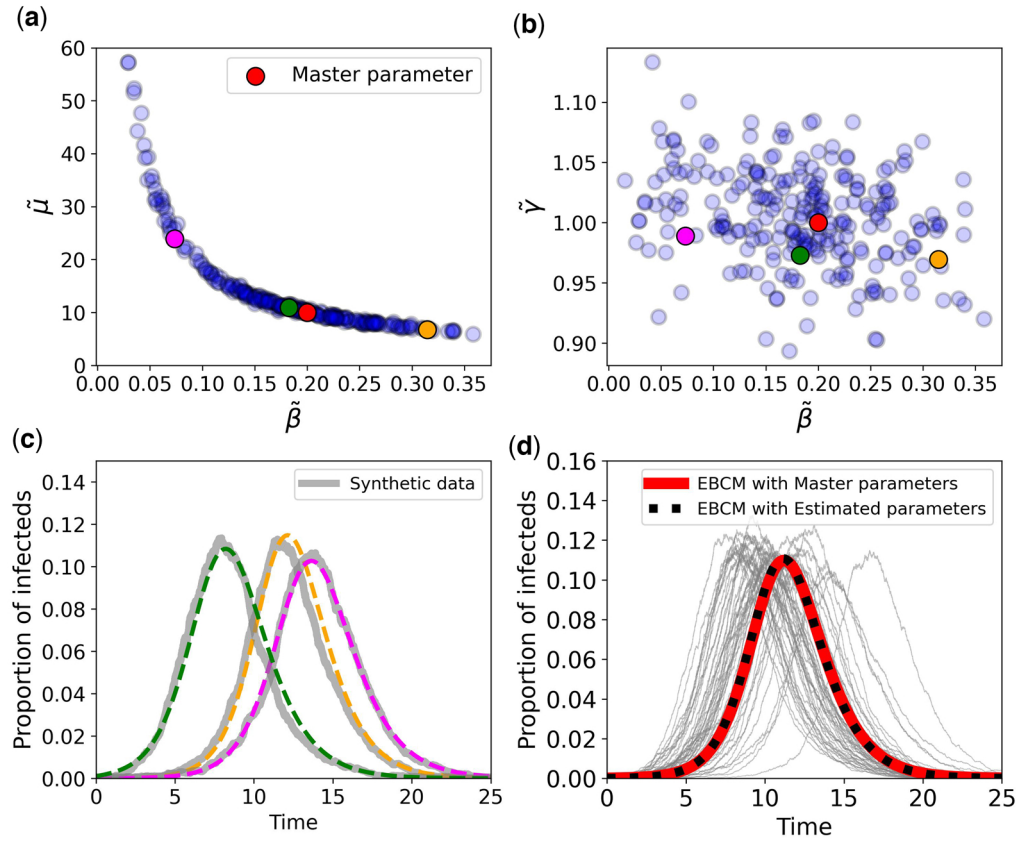 (a)
60
50
40
30
20
10
0
μ̃
Master parameter
0.00 0.05 0.10 0.15 0.20 0.25 0.30 0.35
β̃
(b)
1.10
1.05
1.00
0.95
0.90
γ̃
0.00 0.05 0.10 0.15 0.20 0.25 0.30 0.35
β̃
(c)
0.14
0.12
0.10
0.08
0.06
0.04
0.02
0.00
Proportion of infecteds
Synthetic data
0 5 10 15 20 25
Time
(d)
0.16
0.14
0.12
0.10
0.08
0.06
0.04
0.02
0.00
Proportion of infecteds
EBCM with Master parameters
EBCM with Estimated parameters
0 5 10 15 20 25
Time